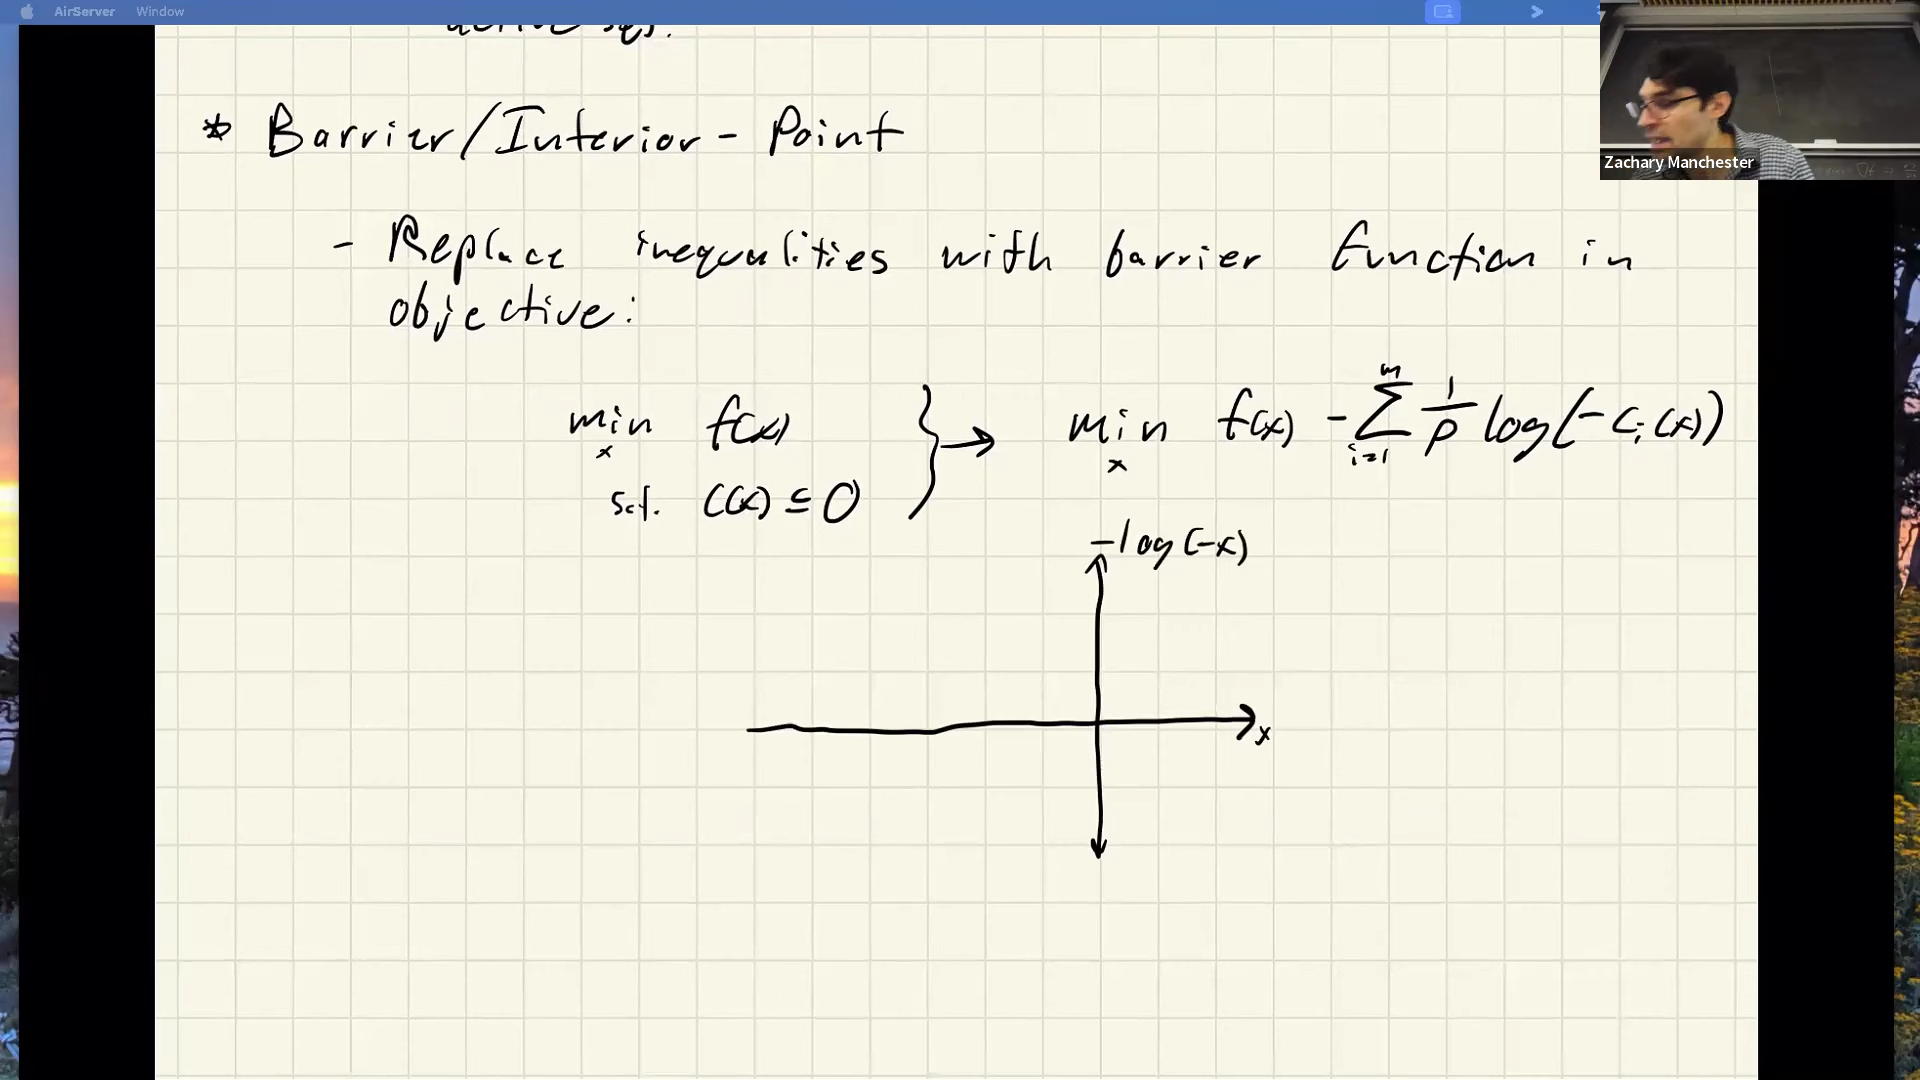 AirServer Window
* Barrier/Interior-Point
- Replace inequalities with barrier function in
objective:
min f(x)
x
s.t. c(x) ≤ 0
} → min f(x) - ∑ 1/ρ log(-cᵢ(x))
x
m
i=1
-log(-x)
x
Zachary Manchester